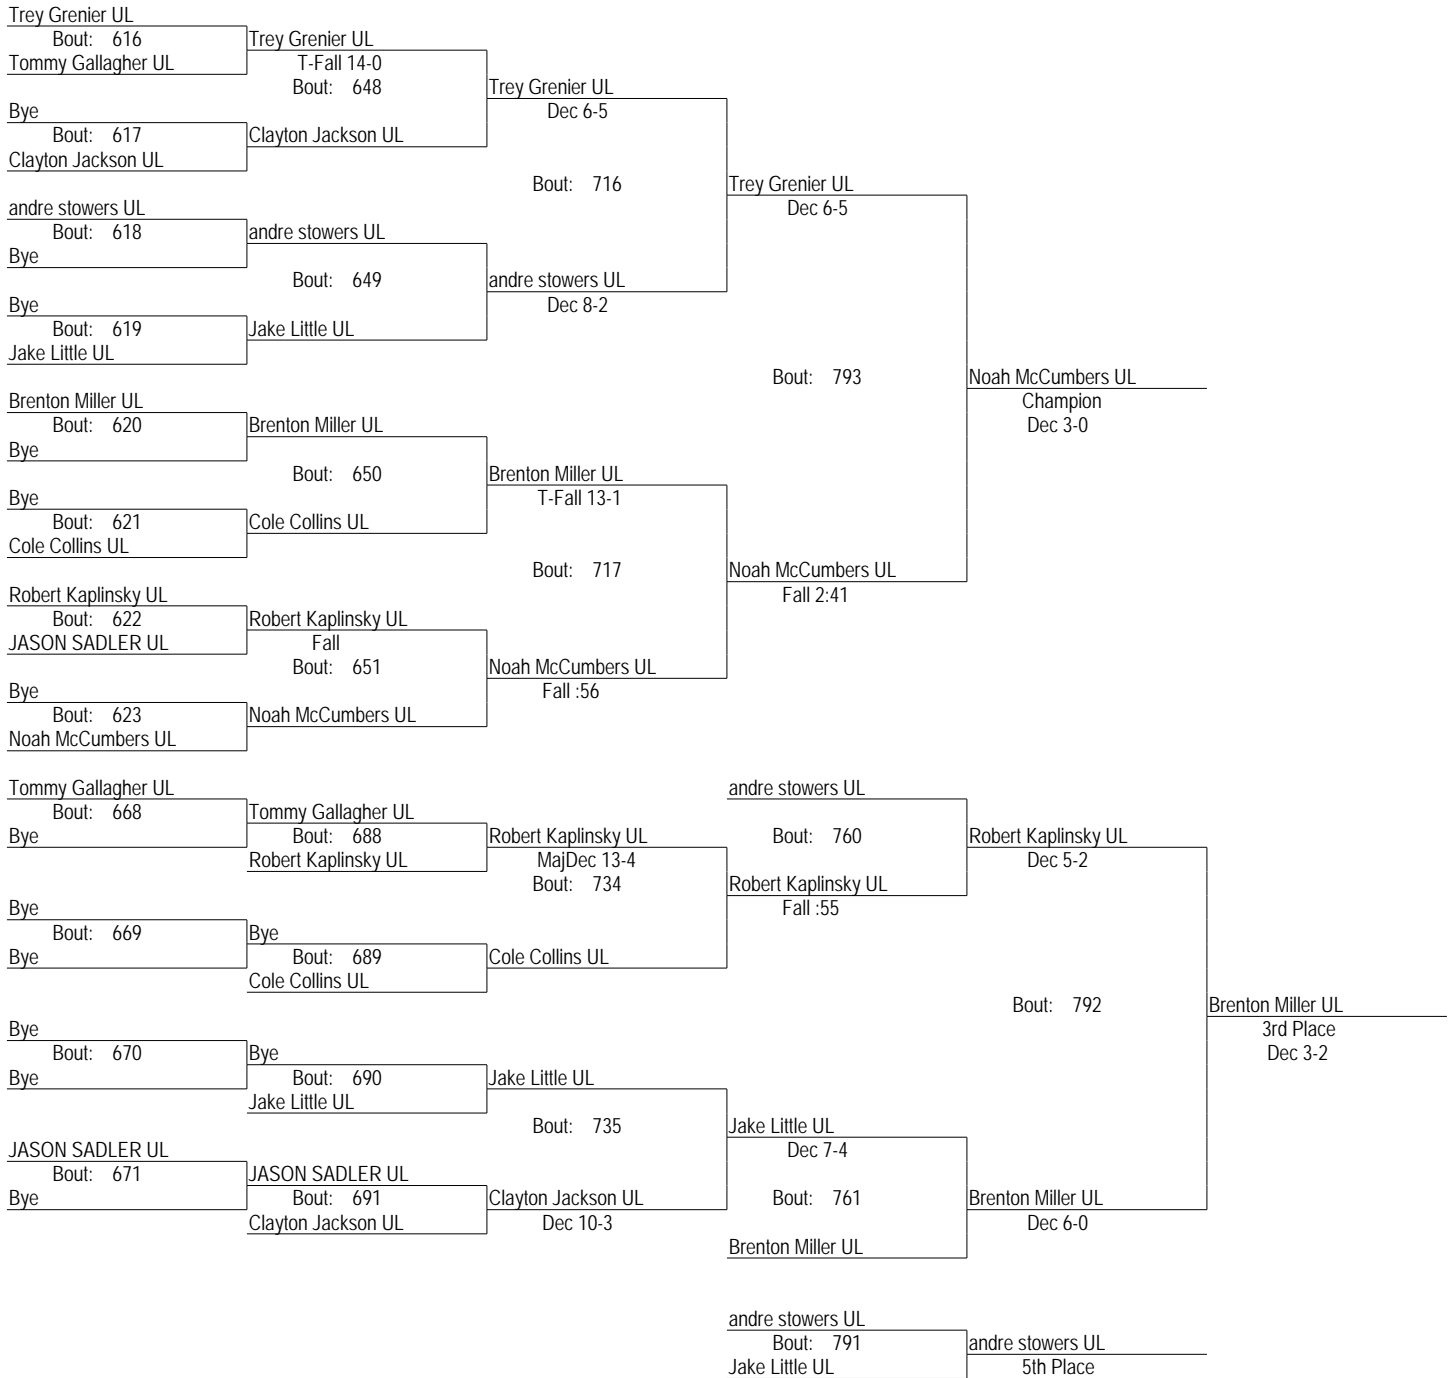 Trey Grenier UL
Bout: 616
Trey Grenier UL
Tommy Gallagher UL
T-Fall 14-0
Bout: 648
Trey Grenier UL
Bye
Dec 6-5
Bout: 617
Clayton Jackson UL
Clayton Jackson UL
Bout: 716
Trey Grenier UL
andre stowers UL
Dec 6-5
Bout: 618
andre stowers UL
Bye
Bout: 649
andre stowers UL
Bye
Dec 8-2
Bout: 619
Jake Little UL
Jake Little UL
Bout: 793
Noah McCumbers UL
Brenton Miller UL
Champion
Bout: 620
Brenton Miller UL
Dec 3-0
Bye
Bout: 650
Brenton Miller UL
Bye
T-Fall 13-1
Bout: 621
Cole Collins UL
Cole Collins UL
Bout: 717
Noah McCumbers UL
Robert Kaplinsky UL
Fall 2:41
Bout: 622
Robert Kaplinsky UL
JASON SADLER UL
Fall
Bout: 651
Noah McCumbers UL
Bye
Fall :56
Bout: 623
Noah McCumbers UL
Noah McCumbers UL
Tommy Gallagher UL
andre stowers UL
Bout: 668
Tommy Gallagher UL
Bye
Bout: 688
Robert Kaplinsky UL
Bout: 760
Robert Kaplinsky UL
Robert Kaplinsky UL
MajDec 13-4
Dec 5-2
Bout: 734
Robert Kaplinsky UL
Bye
Fall :55
Bout: 669
Bye
Bye
Bout: 689
Cole Collins UL
Cole Collins UL
Bout: 792
Brenton Miller UL
Bye
3rd Place
Bout: 670
Bye
Dec 3-2
Bye
Bout: 690
Jake Little UL
Jake Little UL
Bout: 735
Jake Little UL
JASON SADLER UL
Dec 7-4
Bout: 671
JASON SADLER UL
Bye
Bout: 691
Clayton Jackson UL
Bout: 761
Brenton Miller UL
Clayton Jackson UL
Dec 10-3
Dec 6-0
Brenton Miller UL
andre stowers UL
Bout: 791
andre stowers UL
Jake Little UL
5th Place